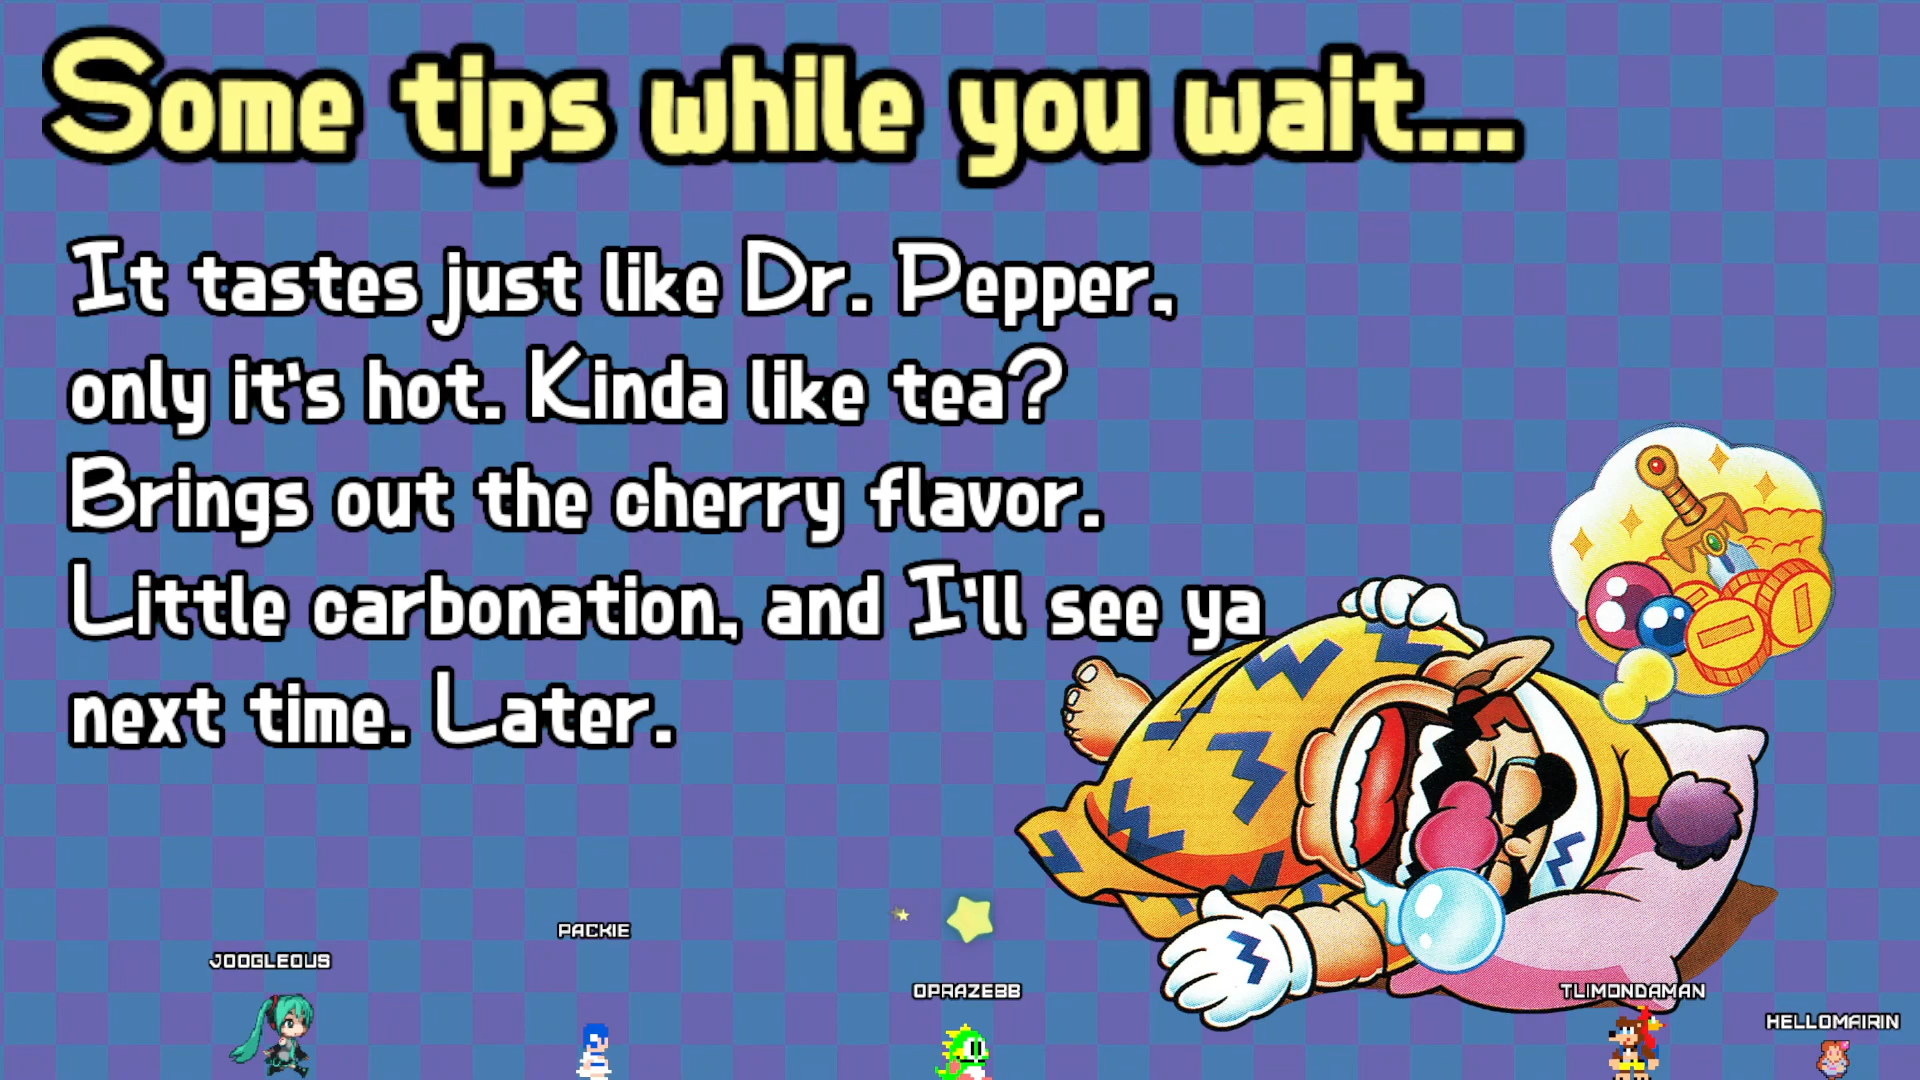 Some tips while you wait...
It tastes just like Dr. Pepper,
only it's hot. Kinda like tea?
Brings out the cherry flavor.
Little carbonation, and I'll see ya
next time. Later.
PACKIE
JOOGLEOUS
OPRAZEBB
TLIMONDAMAN
HELLOMAIRIN